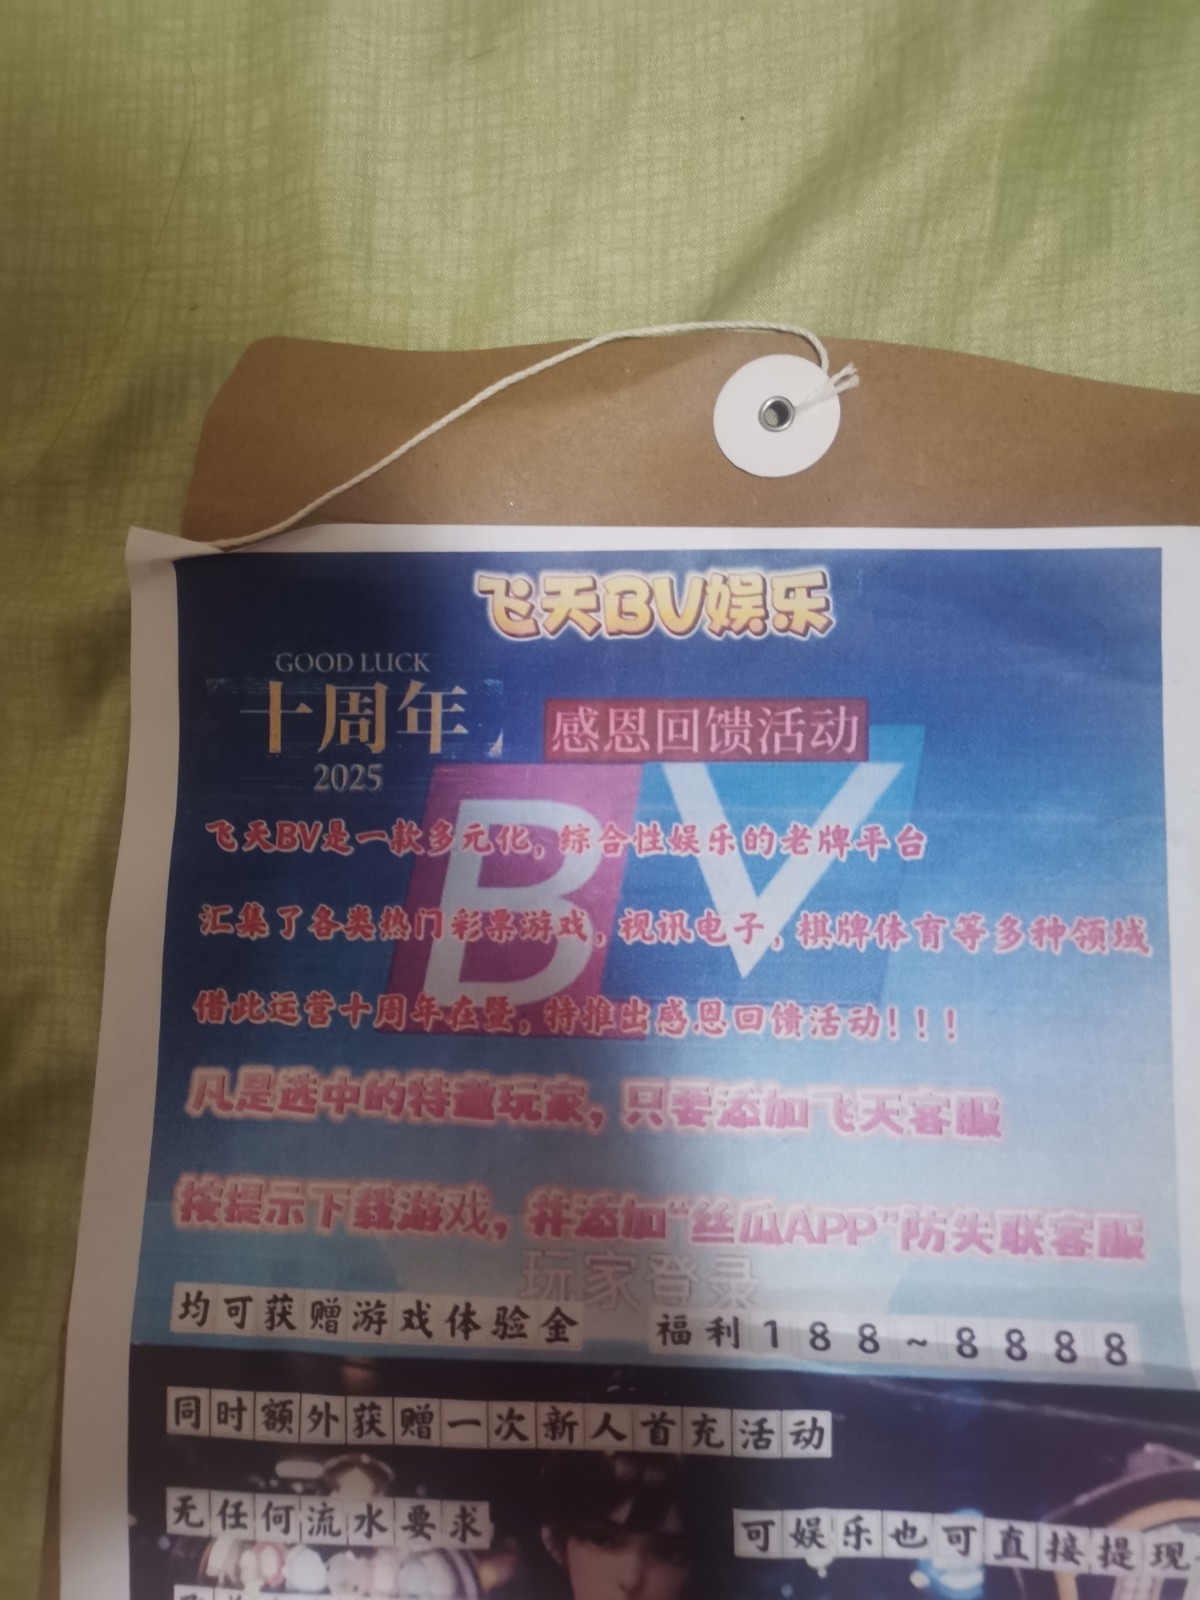 飞天BV娱乐
GOOD LUCK
十周年
2025
感恩回馈活动
BV
飞天BV是一款多元化，综合性娱乐的老牌平台
汇集了各类热门彩票游戏，视讯电子，棋牌体育等多种领域
借此运营十周年在暨，特推出感恩回馈活动！！！
凡是选中的特邀玩家，只要添加飞天客服
按提示下载游戏，并添加“丝瓜APP”防失联客服
玩家登录
均可获赠游戏体验金 福利188~8888
同时额外获赠一次新人首充活动
无任何流水要求 可娱乐也可直接提现